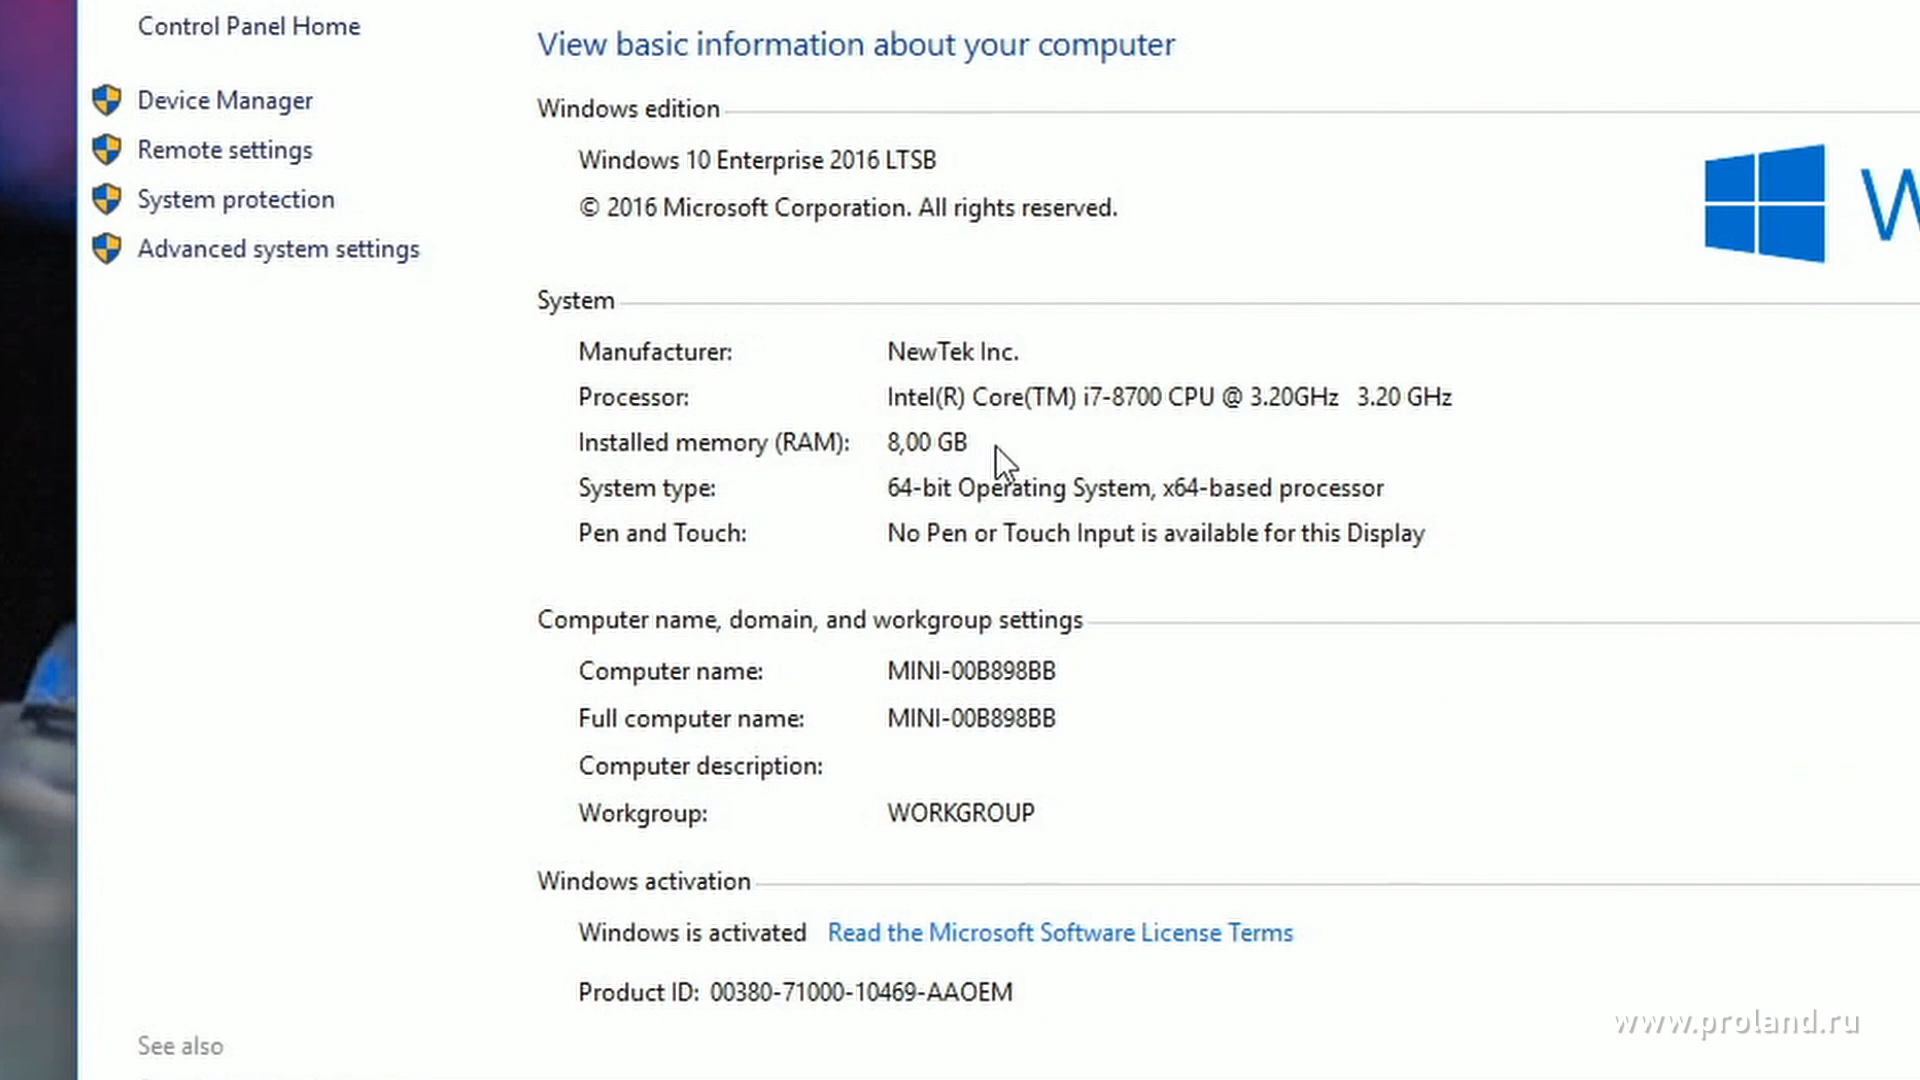 Control Panel Home
Device Manager
Remote settings
System protection
Advanced system settings
See also
View basic information about your computer
Windows edition
Windows 10 Enterprise 2016 LTSB
© 2016 Microsoft Corporation. All rights reserved.
W
System
Manufacturer: NewTek Inc.
Processor: Intel(R) Core(TM) i7-8700 CPU @ 3.20GHz 3.20 GHz
Installed memory (RAM): 8,00 GB
System type: 64-bit Operating System, x64-based processor
Pen and Touch: No Pen or Touch Input is available for this Display
Computer name, domain, and workgroup settings
Computer name: MINI-00B898BB
Full computer name: MINI-00B898BB
Computer description:
Workgroup: WORKGROUP
Windows activation
Windows is activated Read the Microsoft Software License Terms
Product ID: 00380-71000-10469-AAOEM
www.proland.ru